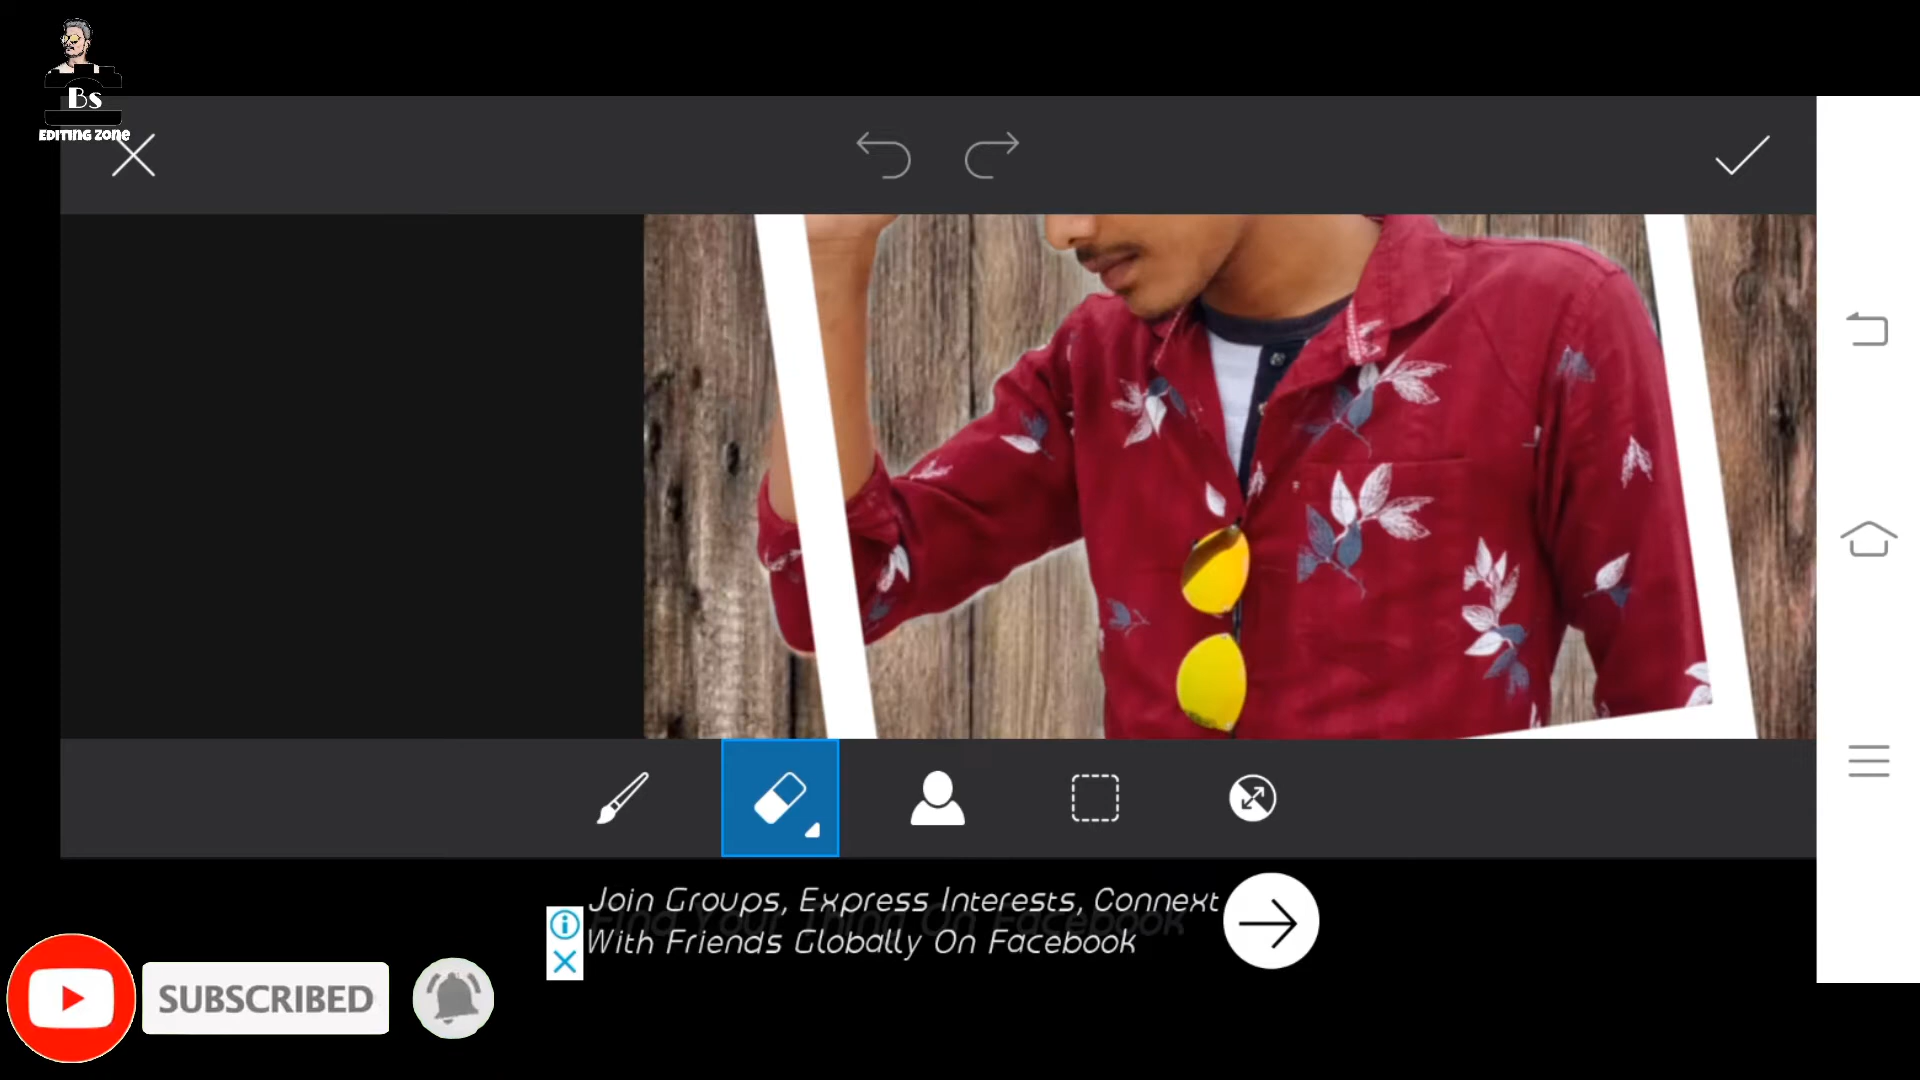 Bs
EDITING ZONE
Join Groups, Express Interests, Connext
With Friends Globally On Facebook
SUBSCRIBED